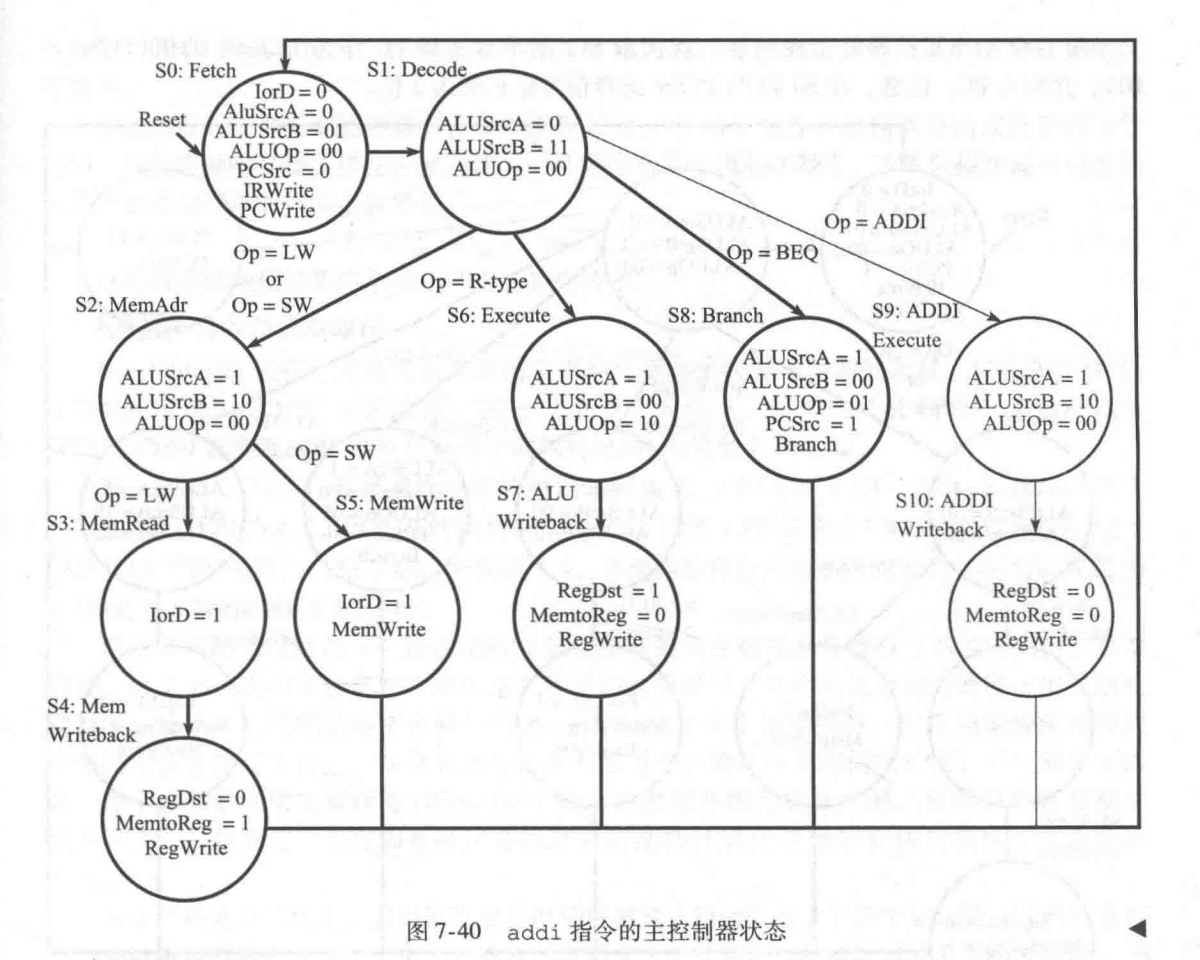 S0: Fetch
Reset
IorD = 0
AluSrcA = 0
ALUSrcB = 01
ALUOp = 00
PCSrc = 0
IRWrite
PCWrite
S1: Decode
ALUSrcA = 0
ALUSrcB = 11
ALUOp = 00
Op = LW
or
Op = SW
Op = R-type
Op = BEQ
Op = ADDI
S2: MemAdr
ALUSrcA = 1
ALUSrcB = 10
ALUOp = 00
S6: Execute
ALUSrcA = 1
ALUSrcB = 00
ALUOp = 10
S8: Branch
ALUSrcA = 1
ALUSrcB = 00
ALUOp = 01
PCSrc = 1
Branch
S9: ADDI
Execute
ALUSrcA = 1
ALUSrcB = 10
ALUOp = 00
Op = LW
Op = SW
S3: MemRead
IorD = 1
S5: MemWrite
IorD = 1
MemWrite
S7: ALU
Writeback
RegDst = 1
MemtoReg = 0
RegWrite
S10: ADDI
Writeback
RegDst = 0
MemtoReg = 0
RegWrite
S4: Mem
Writeback
RegDst = 0
MemtoReg = 1
RegWrite
图 7-40 addi 指令的主控制器状态